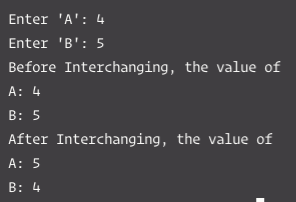 Enter 'A': 4
Enter 'B': 5
Before Interchanging, the value of
A: 4
B: 5
After Interchanging, the value of
A: 5
B: 4